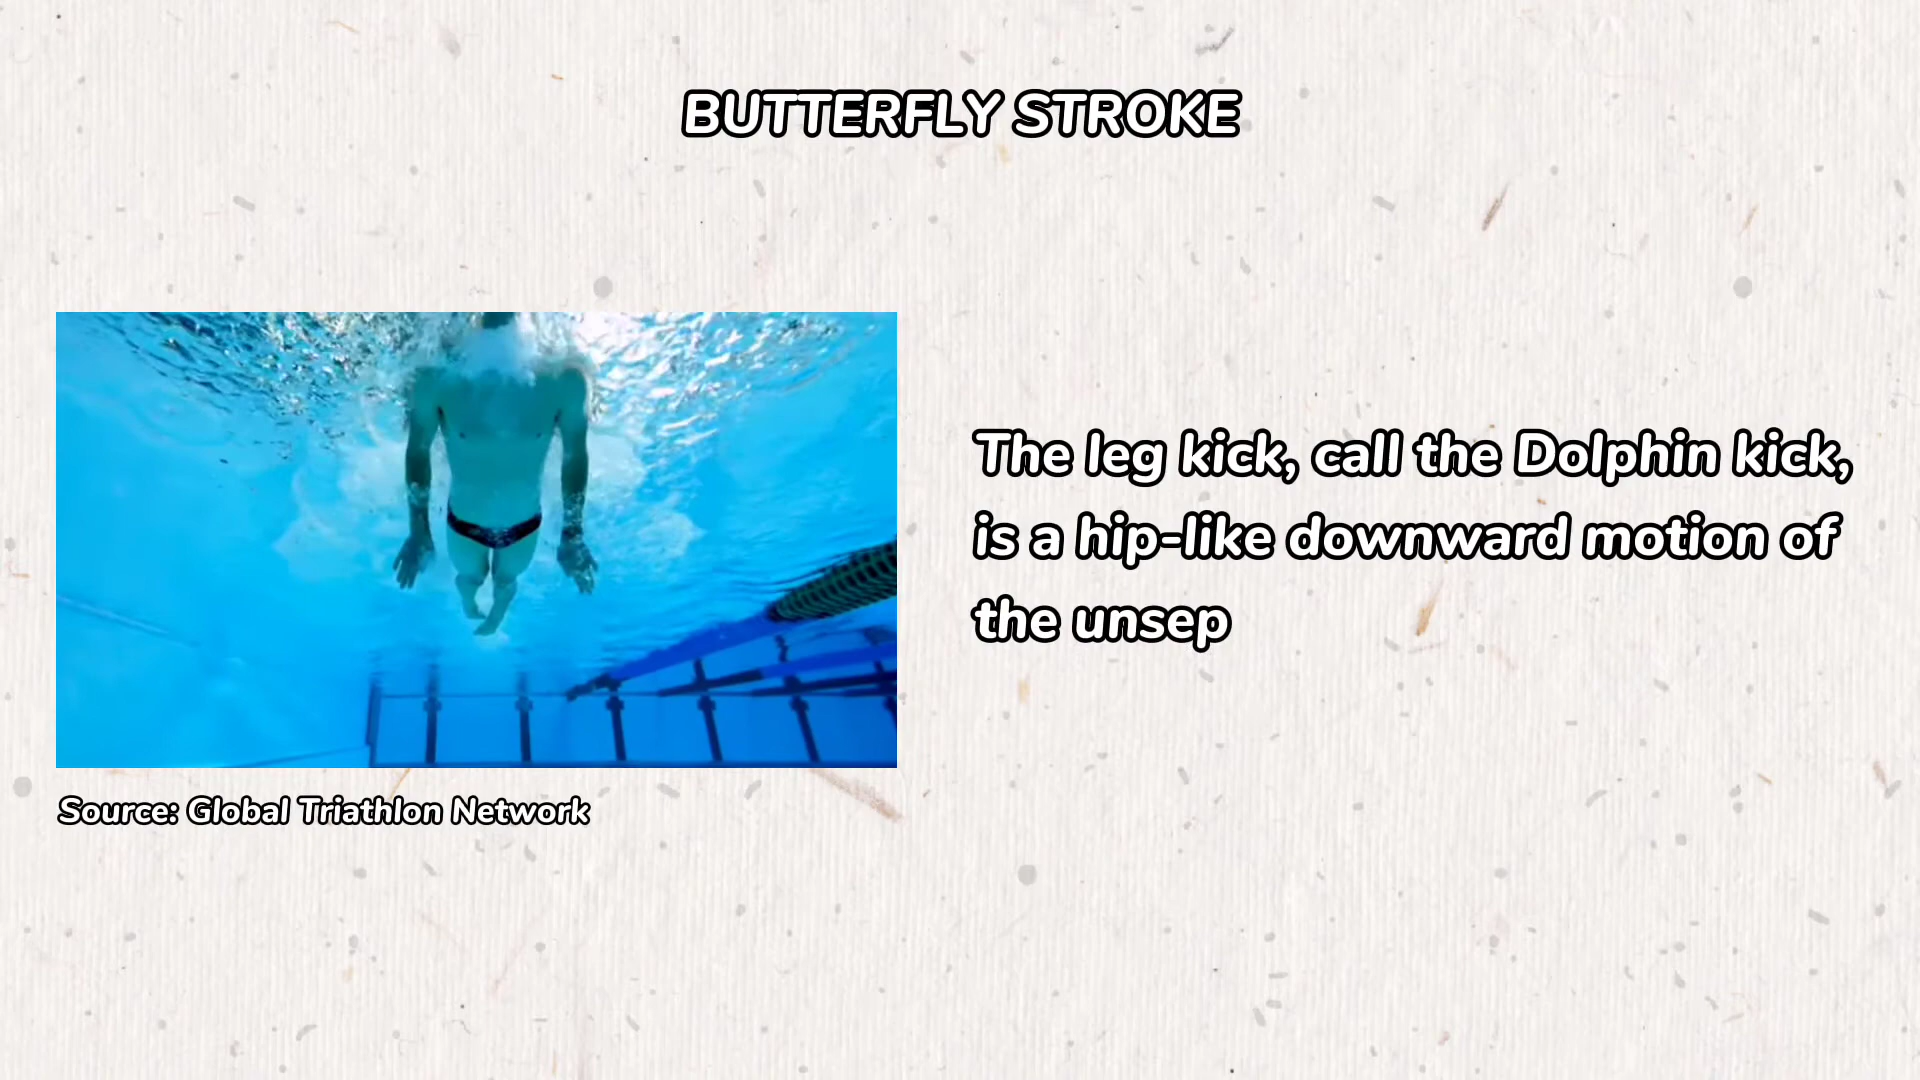 BUTTERFLY STROKE
The leg kick, call the Dolphin kick,
is a hip-like downward motion of
the unsep
Source: Global Triathlon Network